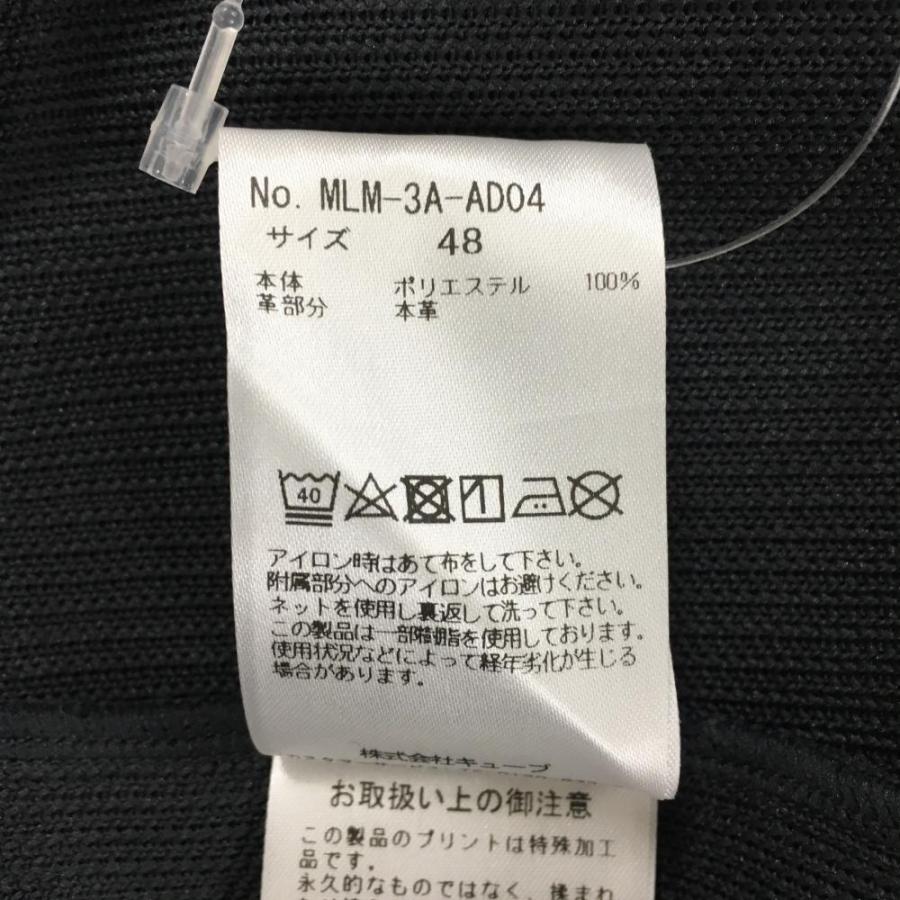 No. MLM-3A-AD04
サイズ 48
本体 ポリエステル 100%
革部分 本革
40
アイロン時はあて布をして下さい。
附属部分へのアイロンはお避けください。
ネットを使用し裏返して洗って下さい。
この製品は一部樹脂を使用しております。
使用状況などによって経年劣化が生じる
場合があります。
株式会社キューブ
お取扱い上の御注意
この製品のプリントは特殊加工
品です。
永久的なものではなく、揉まれ